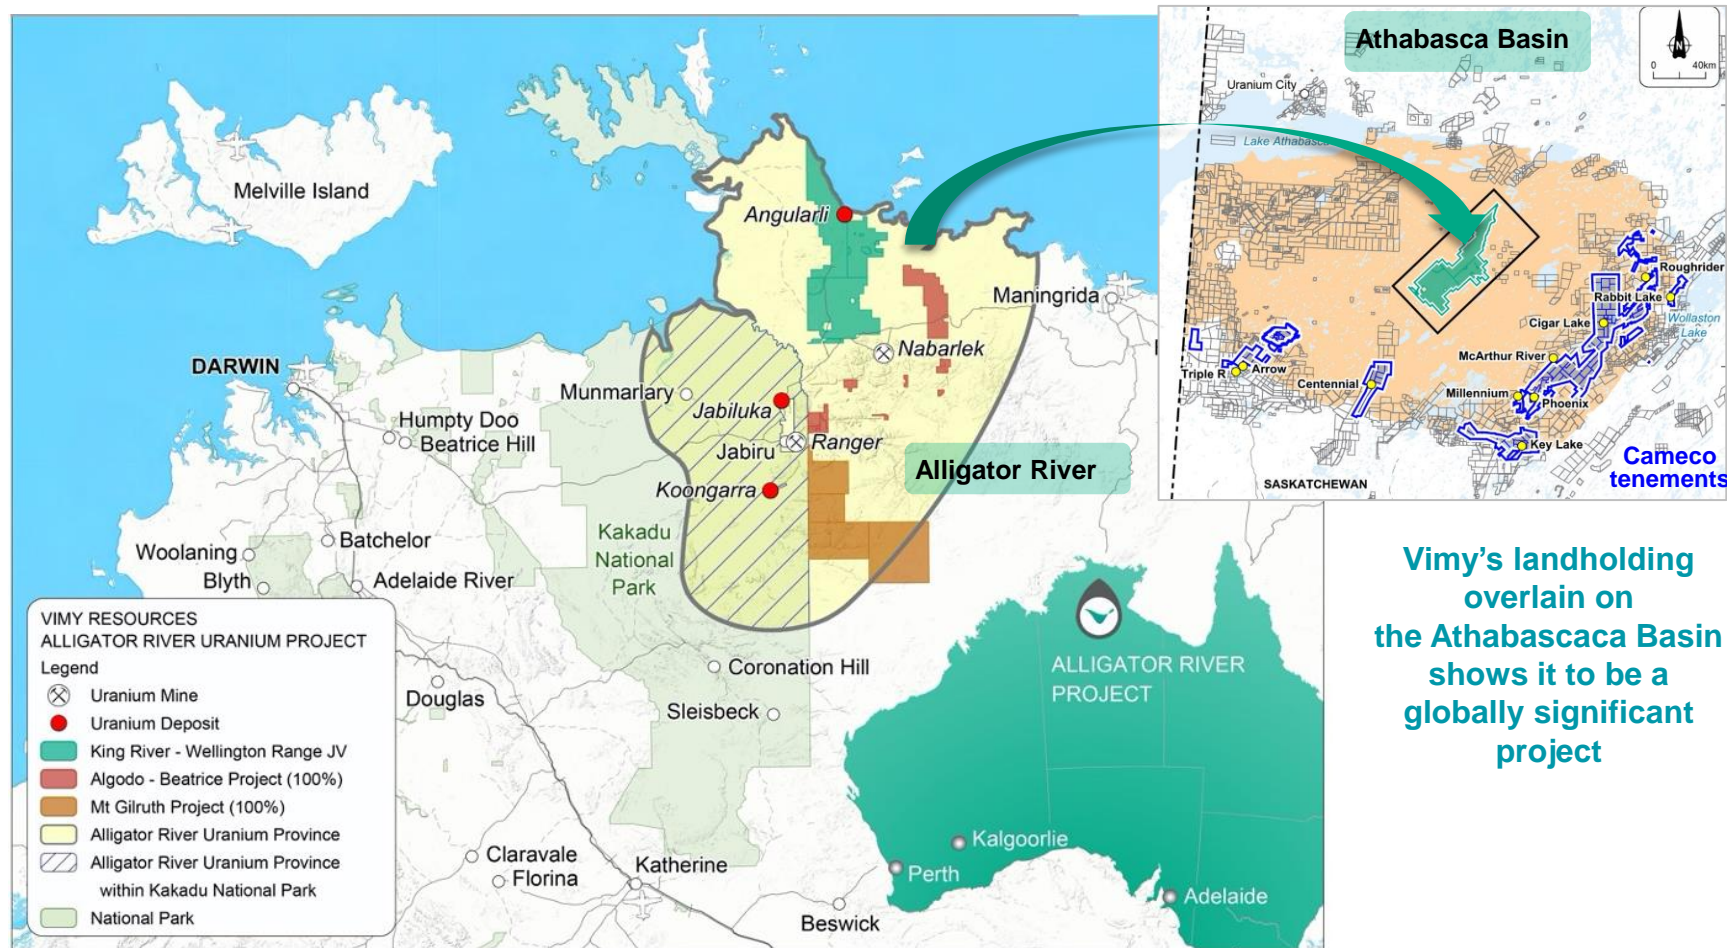 Melville Island
Angularli
Maningrida
Nabarlek
DARWIN
Munmarlary
Jabiluka
Humpty Doo
Beatrice Hill
Jabiru
Ranger
Koongarra
Alligator River
Kakadu
National
Park
Woolaning
Batchelor
Blyth
Adelaide River
Coronation Hill
Douglas
Sleisbeck
Claravale
Florina
Katherine
Beswick
VIMY RESOURCES
ALLIGATOR RIVER URANIUM PROJECT
Legend
Uranium Mine
Uranium Deposit
King River - Wellington Range JV
Algodo - Beatrice Project (100%)
Mt Gilruth Project (100%)
Alligator River Uranium Province
Alligator River Uranium Province
within Kakadu National Park
National Park
ALLIGATOR RIVER
PROJECT
Kalgoorlie
Perth
Adelaide
Athabasca Basin
N
0 40km
Uranium City
Lake Athabasca
Roughrider
Rabbit Lake
Wollaston
Lake
Cigar Lake
McArthur River
Triple R
Arrow
Centennial
Millennium
Phoenix
Key Lake
SASKATCHEWAN
Cameco
tenements
Vimy’s landholding
overlain on
the Athabascaca Basin
shows it to be a
globally significant
project